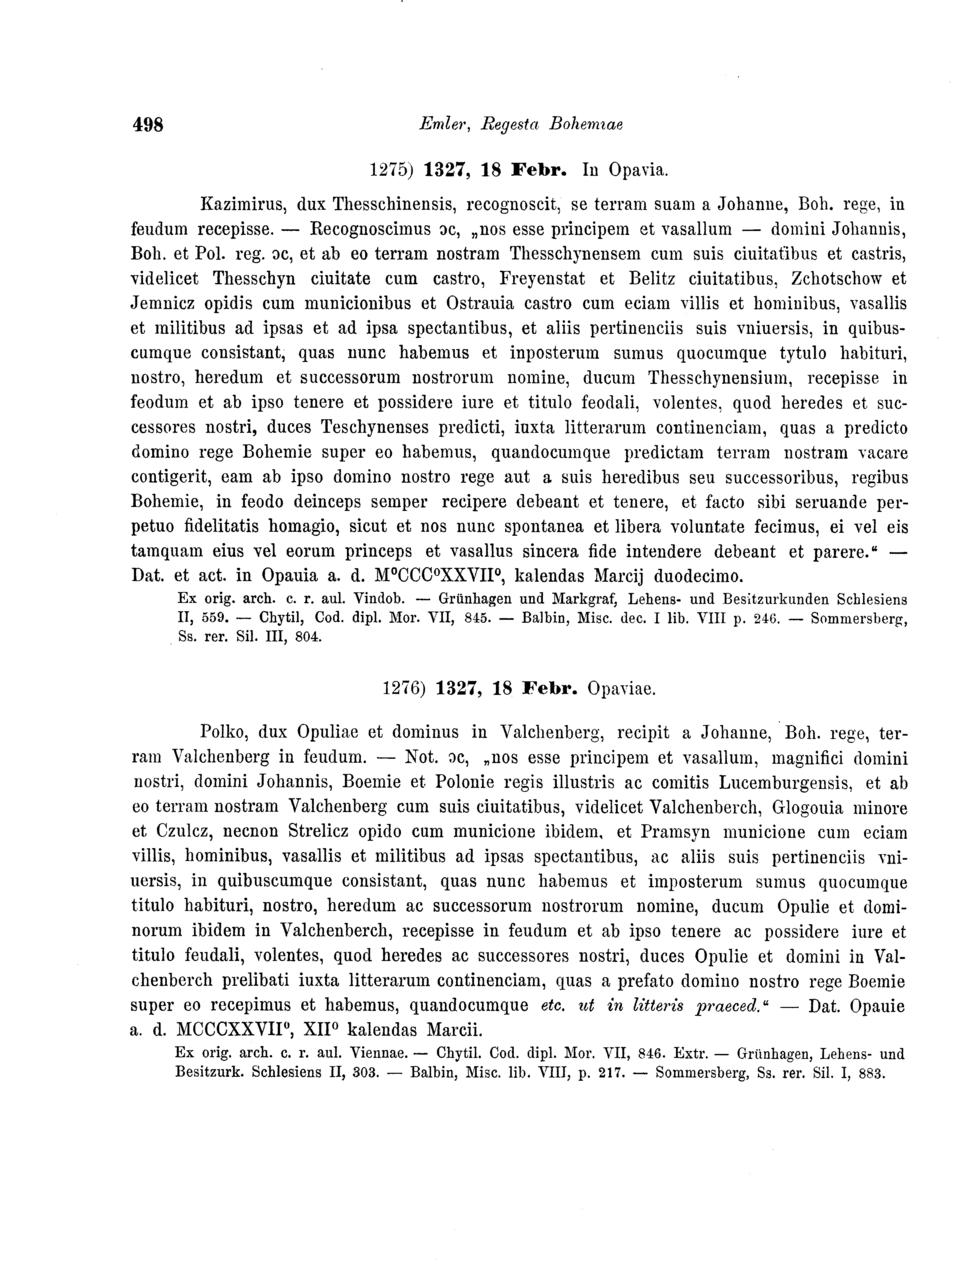 498 Emler, Regesta Bohemiae
1275) 1327, 18 Febr. In Opavia.
Kazimirus, dux Thesschinensis, recognoscit, se terram suam a Johanne, Boh. rege, in
feudum recepisse. — Recognoscimus ɔc, „nos esse principem et vasallum — domini Johannis,
Boh. et Pol. reg. ɔc, et ab eo terram nostram Thesschynensem cum suis ciuitatibus et castris,
videlicet Thesschyn ciuitate cum castro, Freyenstat et Belitz ciuitatibus, Zchotschow et
Jemnicz opidis cum municionibus et Ostrauia castro cum eciam villis et hominibus, vasallis
et militibus ad ipsas et ad ipsa spectantibus, et aliis pertinenciis suis vniuersis, in quibus-
cumque consistant, quas nunc habemus et inposterum sumus quocumque tytulo habituri,
nostro, heredum et successorum nostrorum nomine, ducum Thesschynensium, recepisse in
feodum et ab ipso tenere et possidere iure et titulo feodali, volentes, quod heredes et suc-
cessores nostri, duces Teschynenses predicti, iuxta litterarum continenciam, quas a predicto
domino rege Bohemie super eo habemus, quandocumque predictam terram nostram vacare
contigerit, eam ab ipso domino nostro rege aut a suis heredibus seu successoribus, regibus
Bohemie, in feodo deinceps semper recipere debeant et tenere, et facto sibi seruande per-
petuo fidelitatis homagio, sicut et nos nunc spontanea et libera voluntate fecimus, ei vel eis
tamquam eius vel eorum princeps et vasallus sincera fide intendere debeant et parere.“ —
Dat. et act. in Opauia a. d. M⁰CCC⁰XXVII⁰, kalendas Marcij duodecimo.
Ex orig. arch. c. r. aul. Vindob. — Grünhagen und Markgraf, Lehens- und Besitzurkunden Schlesiens
II, 559. — Chytil, Cod. dipl. Mor. VII, 845. — Balbin, Misc. dec. I lib. VIII p. 246. — Sommersberg,
Ss. rer. Sil. III, 804.
1276) 1327, 18 Febr. Opaviae.
Polko, dux Opuliae et dominus in Valchenberg, recipit a Johanne, Boh. rege, ter-
ram Valchenberg in feudum. — Not. ɔc, „nos esse principem et vasallum, magnifici domini
nostri, domini Johannis, Boemie et Polonie regis illustris ac comitis Lucemburgensis, et ab
eo terram nostram Valchenberg cum suis ciuitatibus, videlicet Valchenberch, Glogouia minore
et Czulcz, necnon Strelicz opido cum municione ibidem, et Pramsyn municione cum eciam
villis, hominibus, vasallis et militibus ad ipsas spectantibus, ac aliis suis pertinenciis vni-
uersis, in quibuscumque consistant, quas nunc habemus et imposterum sumus quocumque
titulo habituri, nostro, heredum ac successorum nostrorum nomine, ducum Opulie et domi-
norum ibidem in Valchenberch, recepisse in feudum et ab ipso tenere ac possidere iure et
titulo feudali, volentes, quod heredes ac successores nostri, duces Opulie et domini in Val-
chenberch prelibati iuxta litterarum continenciam, quas a prefato domino nostro rege Boemie
super eo recepimus et habemus, quandocumque etc. ut in litteris praeced.“ — Dat. Opauie
a. d. MCCCXXVII⁰, XII⁰ kalendas Marcii.
Ex orig. arch. c. r. aul. Viennae. — Chytil. Cod. dipl. Mor. VII, 846. Extr. — Grünhagen, Lehens- und
Besitzurk. Schlesiens II, 303. — Balbin, Misc. lib. VIII, p. 217. — Sommersberg, Ss. rer. Sil. I, 883.